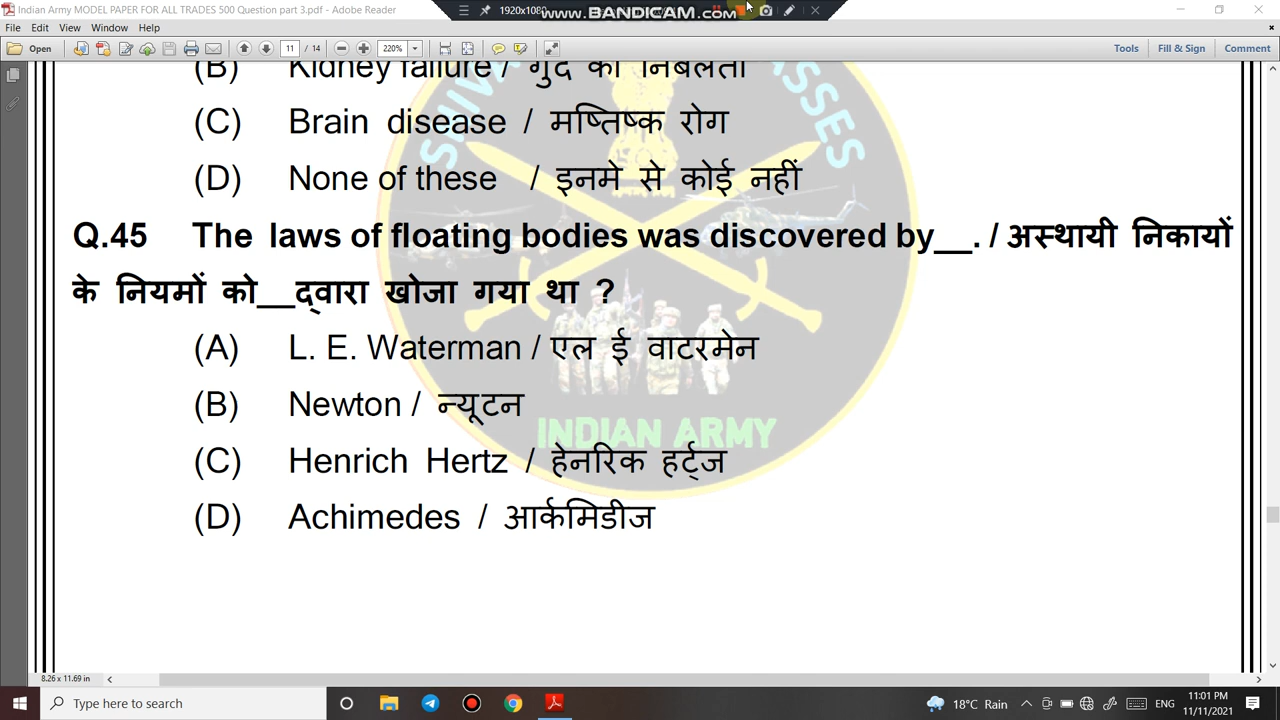 Indian Army MODEL PAPER FOR ALL TRADES 500 Question part 3.pdf - Adobe Reader
1920x1080
www.BANDICAM.com
File Edit View Window Help
Open 11 / 14 220% Tools Fill & Sign Comment
(B) Kidney failure / गुर्दे की निर्बलता
(C) Brain disease / मष्तिष्क रोग
(D) None of these / इनमे से कोई नहीं
Q.45 The laws of floating bodies was discovered by__. / अस्थायी निकायों
के नियमों को__द्वारा खोजा गया था ?
(A) L. E. Waterman / एल ई वाटरमेन
(B) Newton / न्यूटन
(C) Henrich Hertz / हेनरिक हर्ट्ज
(D) Achimedes / आर्कमिडीज
CLASSES
INDIAN ARMY
8.26 x 11.69 in
Type here to search
18°C Rain ENG 11:01 PM
11/11/2021